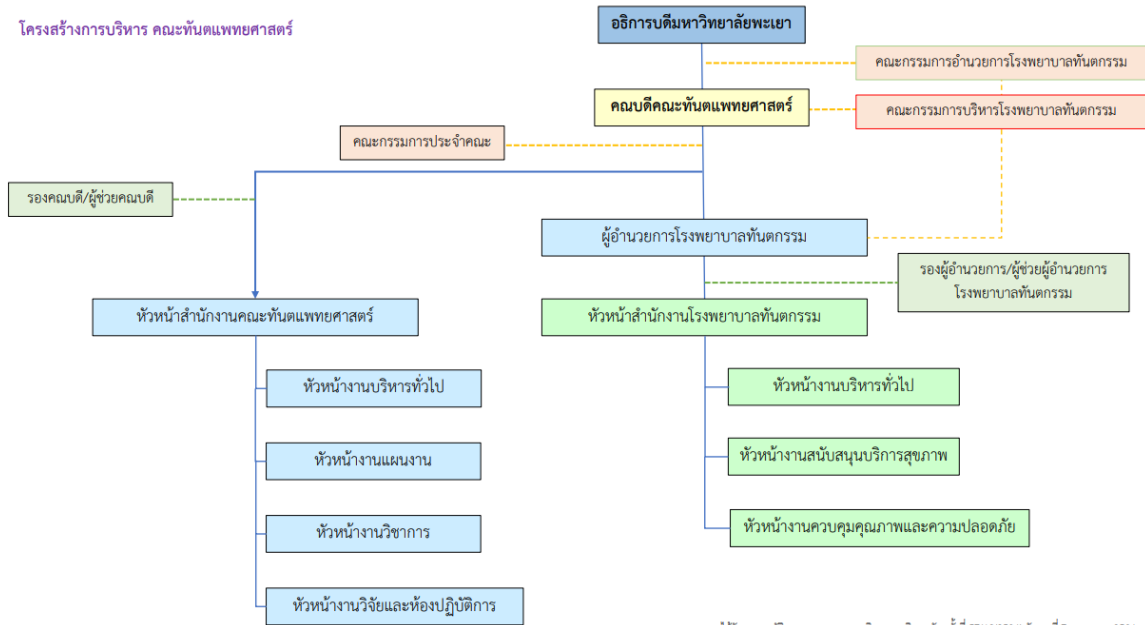 โครงสร้างการบริหาร คณะทันตแพทยศาสตร์
อธิการบดีมหาวิทยาลัยพะเยา
คณะกรรมการอำนวยการโรงพยาบาลทันตกรรม
คณบดีคณะทันตแพทยศาสตร์
คณะกรรมการบริหารโรงพยาบาลทันตกรรม
คณะกรรมการประจำคณะ
รองคณบดี/ผู้ช่วยคณบดี
ผู้อำนวยการโรงพยาบาลทันตกรรม
รองผู้อำนวยการ/ผู้ช่วยผู้อำนวยการ
โรงพยาบาลทันตกรรม
หัวหน้าสำนักงานคณะทันตแพทยศาสตร์
หัวหน้าสำนักงานโรงพยาบาลทันตกรรม
หัวหน้างานบริหารทั่วไป
หัวหน้างานบริหารทั่วไป
หัวหน้างานแผนงาน
หัวหน้างานสนับสนุนบริการสุขภาพ
หัวหน้างานวิชาการ
หัวหน้างานควบคุมคุณภาพและความปลอดภัย
หัวหน้างานวิจัยและห้องปฏิบัติการ